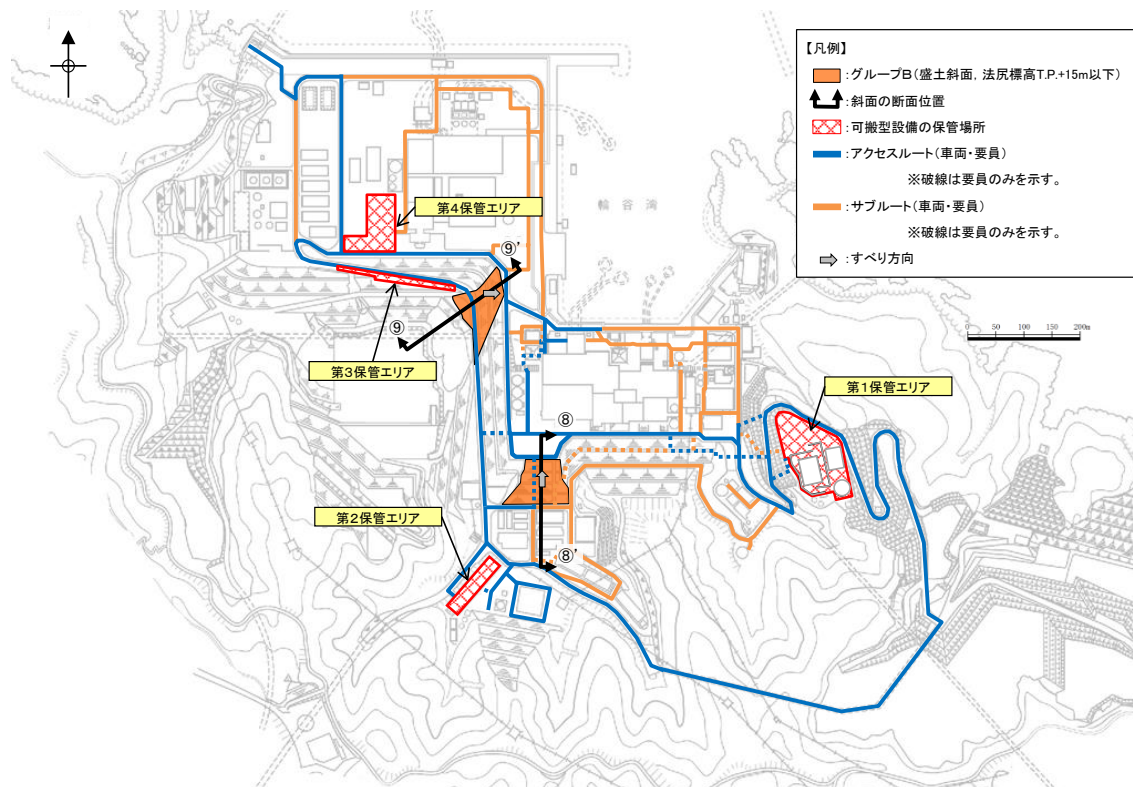 【凡例】
:グループB(盛土斜面, 法尻標高T.P.+15m以下)
:斜面の断面位置
:可搬型設備の保管場所
:アクセスルート(車両・要員)
※破線は要員のみを示す。
:サブルート(車両・要員)
※破線は要員のみを示す。
:すべり方向
0 50 100 150 200m
第4保管エリア
輪谷湾
⑨'
⑨
第3保管エリア
第1保管エリア
⑧
第2保管エリア
⑧'